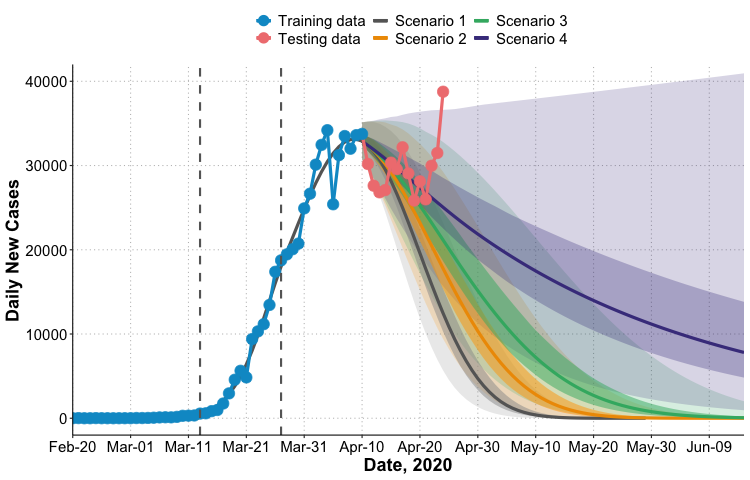 Training data Scenario 1 Scenario 3
Testing data Scenario 2 Scenario 4
Daily New Cases
40000
30000
20000
10000
0
Feb-20 Mar-01 Mar-11 Mar-21 Mar-31 Apr-10 Apr-20 Apr-30 May-10 May-20 May-30 Jun-09
Date, 2020